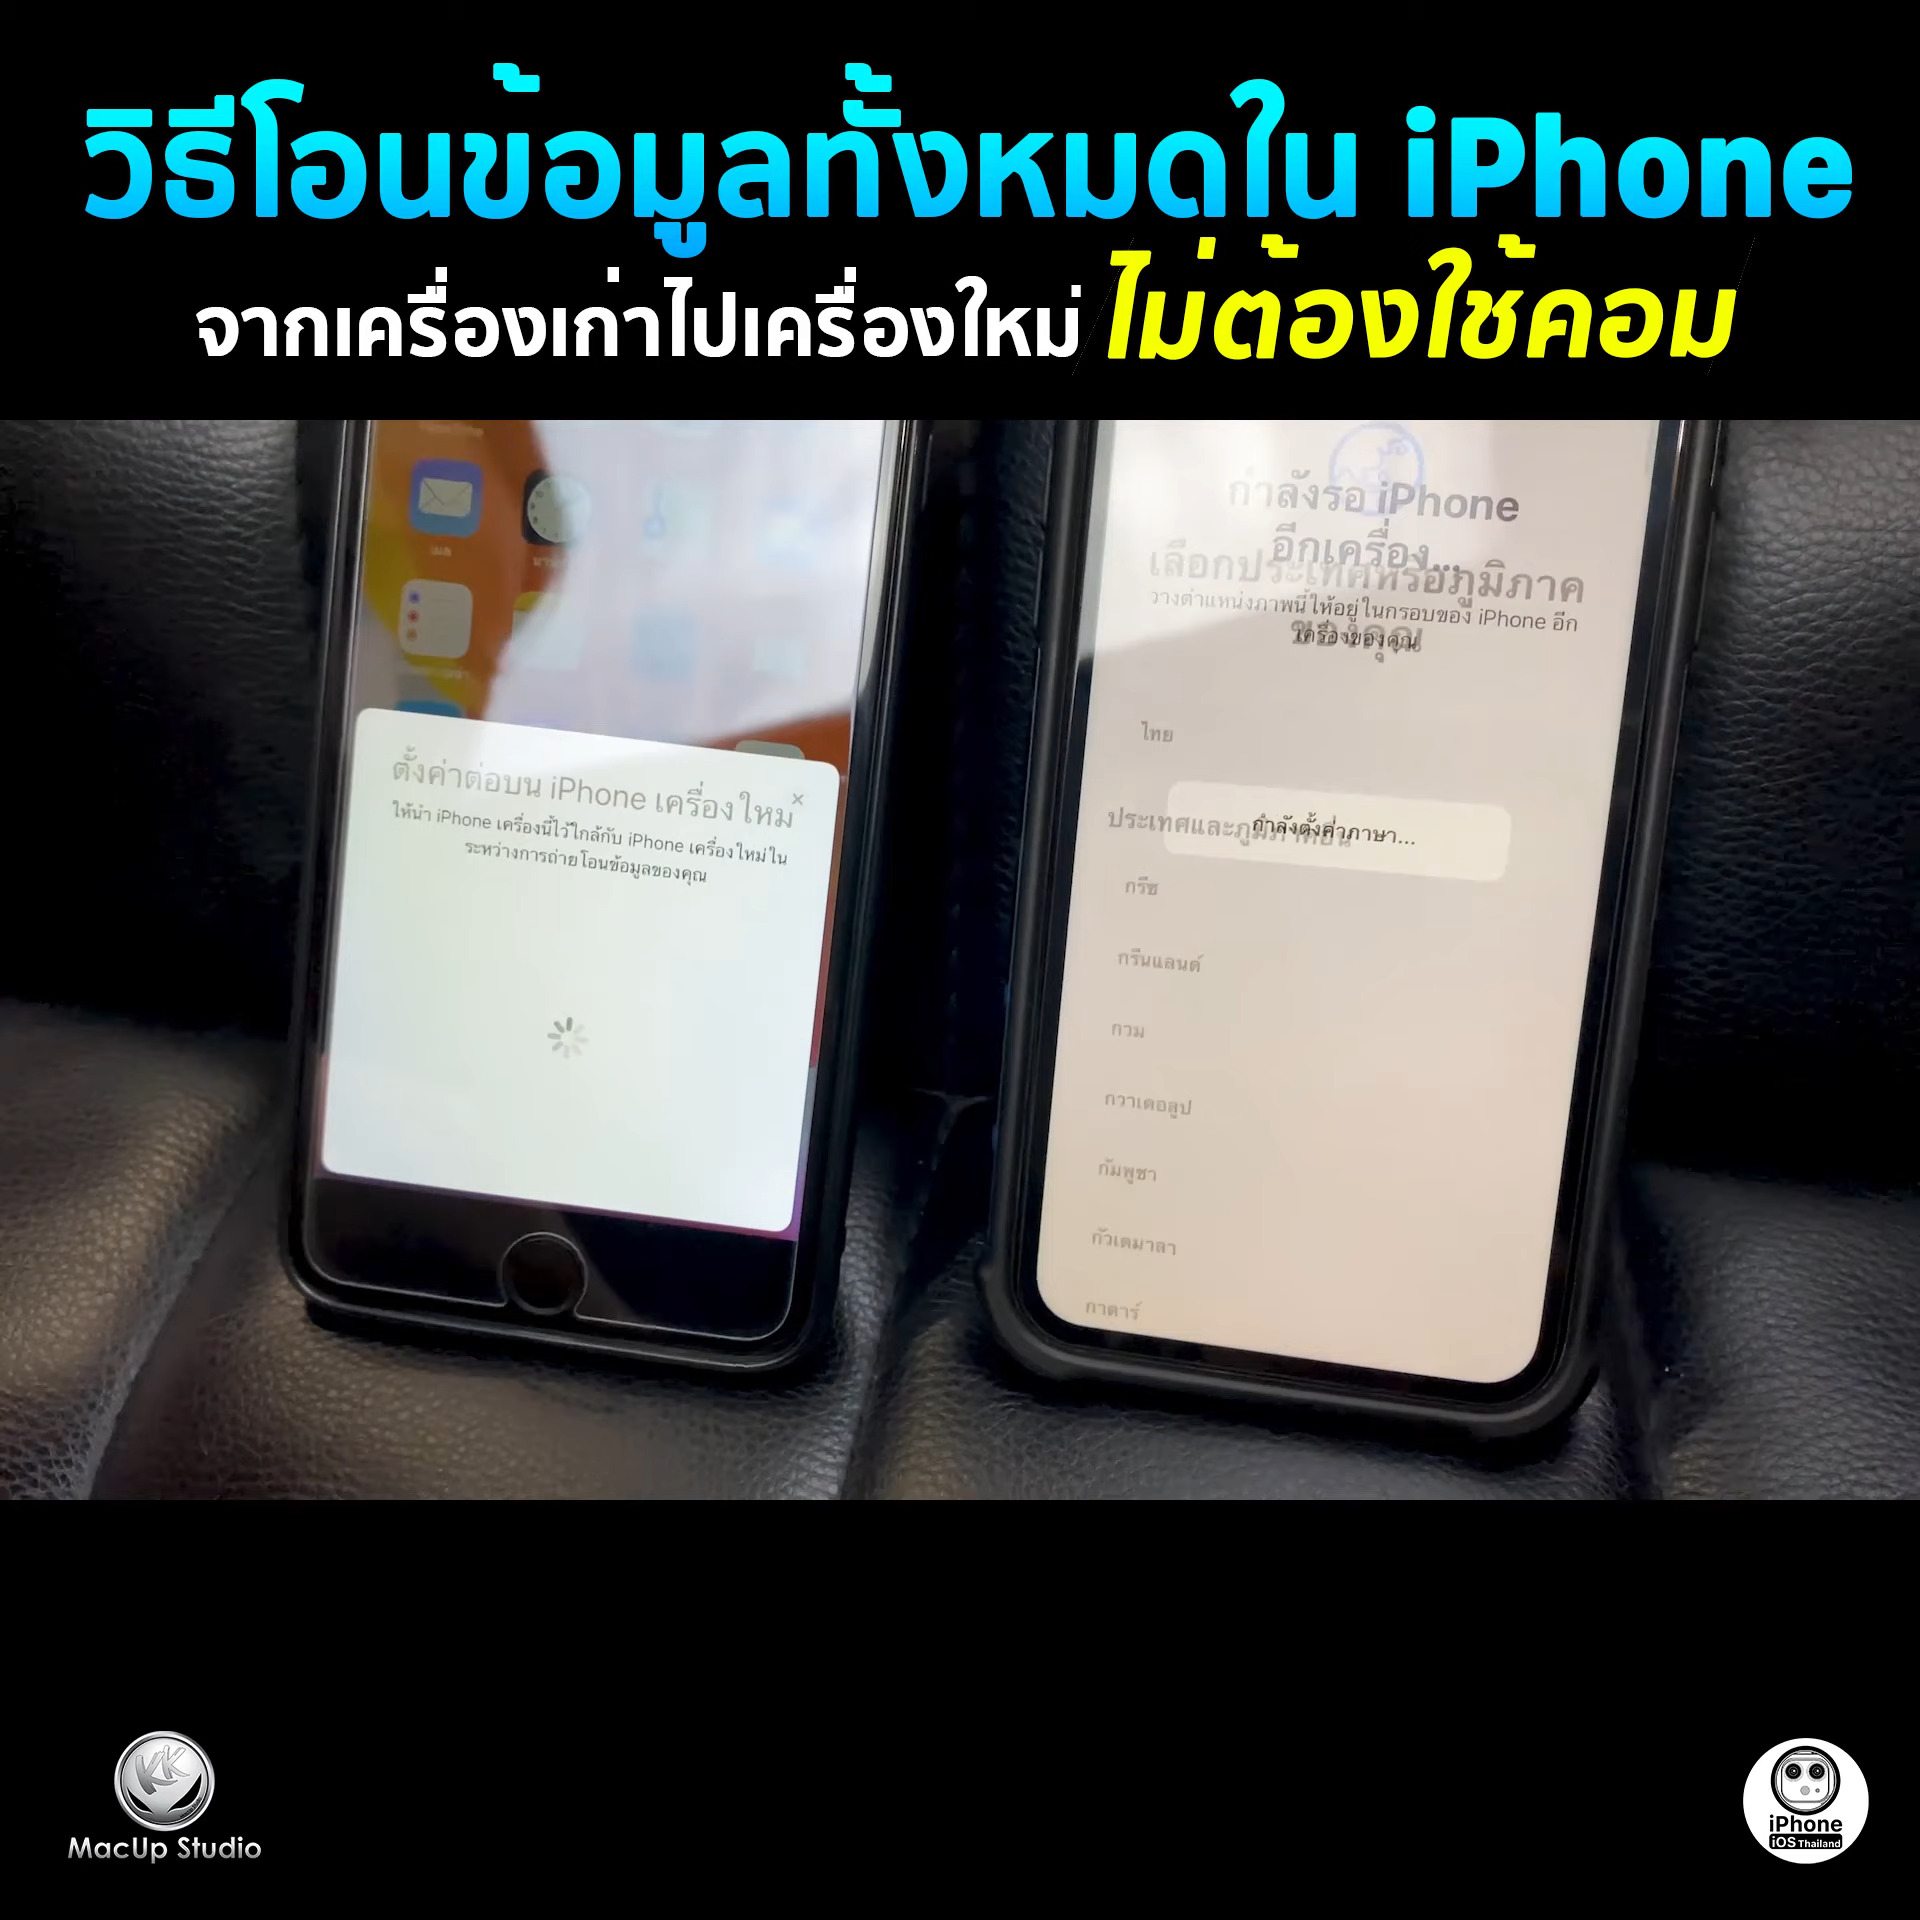 วิธีโอนข้อมูลทั้งหมดใน iPhone
จากเครื่องเก่าไปเครื่องใหม่ ไม่ต้องใช้คอม
เมล
ตั้งค่าต่อบน iPhone เครื่องใหม่
ให้นำ iPhone เครื่องนี้ไว้ใกล้กับ iPhone เครื่องใหม่ใน
ระหว่างการถ่ายโอนข้อมูลของคุณ
กำลังรอ iPhone
อีกเครื่อง...
เลือกประเทศหรือภูมิภาค
ของคุณ
วางตำแหน่งภาพนี้ให้อยู่ในกรอบของ iPhone อีก
เครื่องของคุณ
ไทย
กำลังตั้งค่าภาษา...
ประเทศและภูมิภาคอื่น
กรีซ
กรีนแลนด์
กวม
กวาเดอลูป
กัมพูชา
กัวเตมาลา
กาตาร์
KK
MacUp Studio
iPhone
iOS Thailand